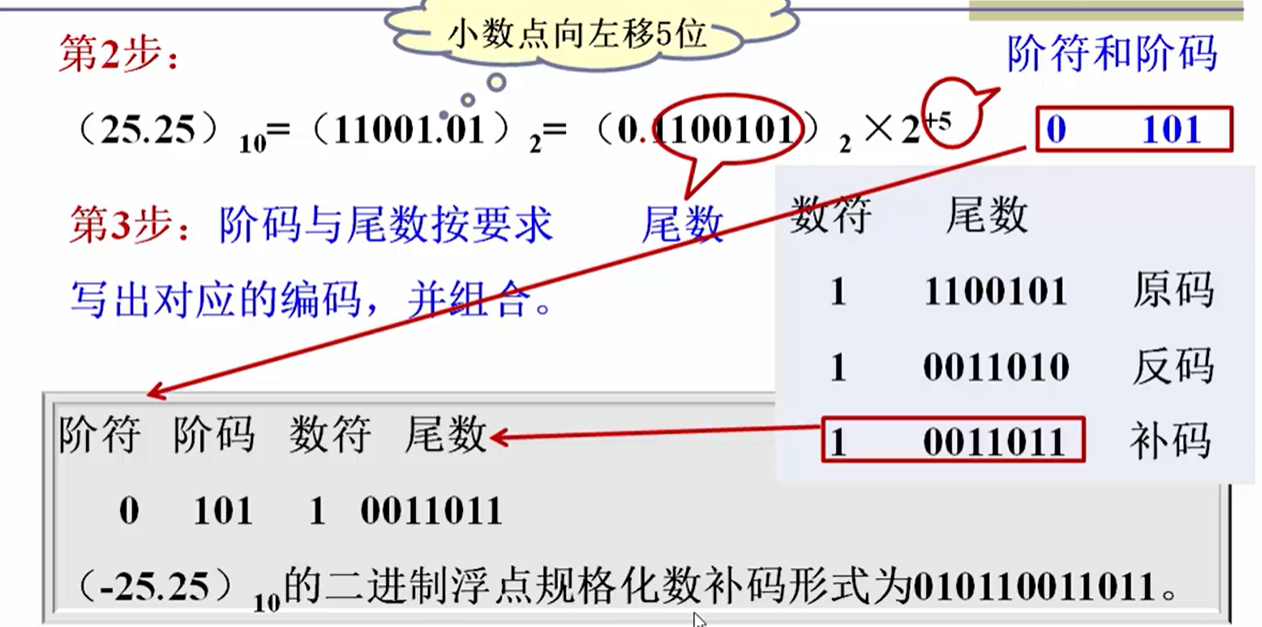 小数点向左移5位
第2步：
阶符和阶码
（25.25）10=（11001.01）2=（0.1100101）2×2+5
0 101
第3步：阶码与尾数按要求
尾数
写出对应的编码，并组合。
数符 尾数
1 1100101 原码
1 0011010 反码
1 0011011 补码
阶符 阶码 数符 尾数
0 101 1 0011011
（-25.25）10的二进制浮点规格化数补码形式为010110011011。